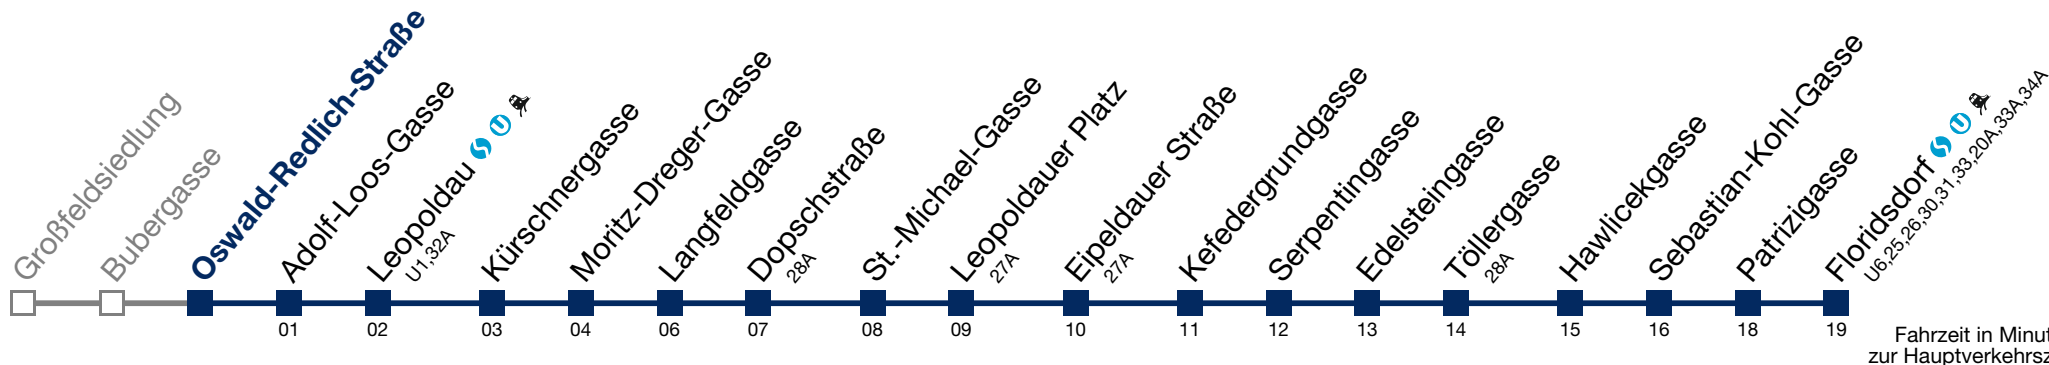 Großfeldsiedlung
Bubergasse
Oswald-Redlich-Straße
Adolf-Loos-Gasse
Leopoldau
U1,32A
Kürschnergasse
Moritz-Dreger-Gasse
Langfeldgasse
Dopschstraße
28A
St.-Michael-Gasse
Leopoldauer Platz
27A
Eipeldauer Straße
27A
Kefedergrundgasse
Serpentingasse
Edelsteingasse
Töllergasse
28A
Hawlicekgasse
Sebastian-Kohl-Gasse
Patrizigasse
Floridsdorf
U6,25,26,30,31,33,20A,33A,34A
01 02 03 04 06 07 08 09 10 11 12 13 14 15 16 18 19
Fahrzeit in Minut
zur Hauptverkehrsz